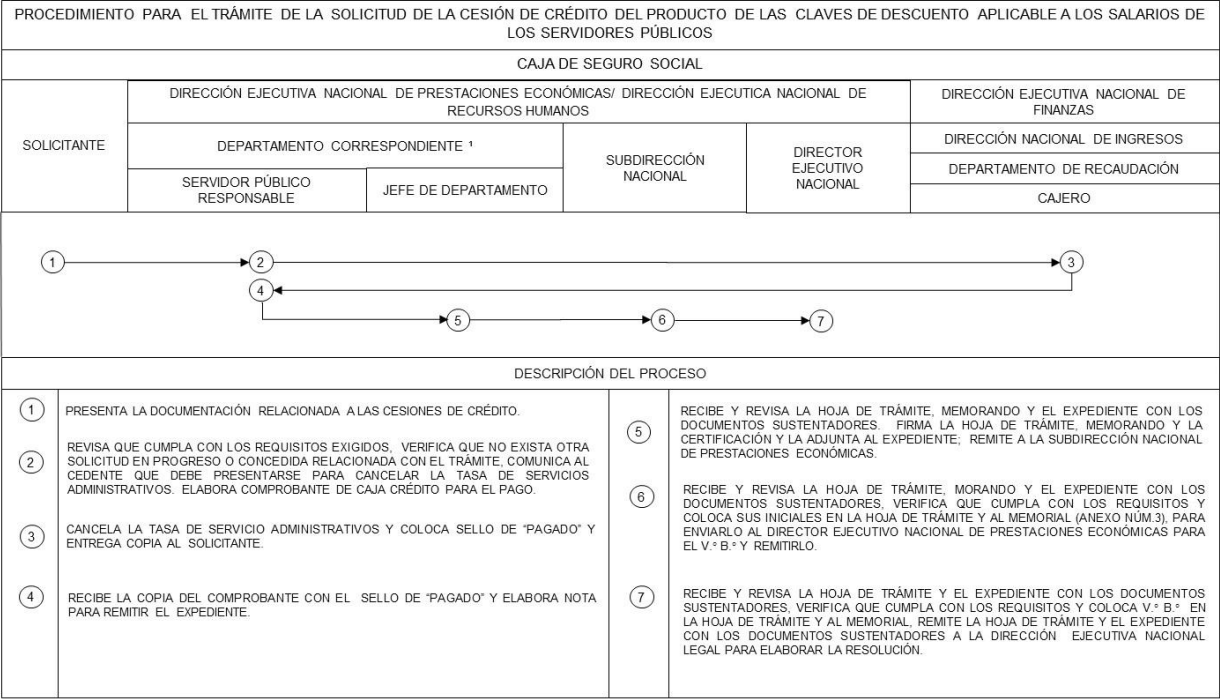 PROCEDIMIENTO PARA EL TRÁMITE DE LA SOLICITUD DE LA CESIÓN DE CRÉDITO DEL PRODUCTO DE LAS CLAVES DE DESCUENTO APLICABLE A LOS SALARIOS DE
LOS SERVIDORES PÚBLICOS
CAJA DE SEGURO SOCIAL
SOLICITANTE
DIRECCIÓN EJECUTIVA NACIONAL DE PRESTACIONES ECONÓMICAS/ DIRECCIÓN EJECUTICA NACIONAL DE
RECURSOS HUMANOS
DEPARTAMENTO CORRESPONDIENTE ¹
SERVIDOR PÚBLICO
RESPONSABLE
JEFE DE DEPARTAMENTO
SUBDIRECCIÓN
NACIONAL
DIRECTOR
EJECUTIVO
NACIONAL
DIRECCIÓN EJECUTIVA NACIONAL DE
FINANZAS
DIRECCIÓN NACIONAL DE INGRESOS
DEPARTAMENTO DE RECAUDACIÓN
CAJERO
1
2
3
4
5
6
7
DESCRIPCIÓN DEL PROCESO
1
PRESENTA LA DOCUMENTACIÓN RELACIONADA A LAS CESIONES DE CRÉDITO.
2
REVISA QUE CUMPLA CON LOS REQUISITOS EXIGIDOS, VERIFICA QUE NO EXISTA OTRA
SOLICITUD EN PROGRESO O CONCEDIDA RELACIONADA CON EL TRÁMITE, COMUNICA AL
CEDENTE QUE DEBE PRESENTARSE PARA CANCELAR LA TASA DE SERVICIOS
ADMINISTRATIVOS. ELABORA COMPROBANTE DE CAJA CRÉDITO PARA EL PAGO.
3
CANCELA LA TASA DE SERVICIO ADMINISTRATIVOS Y COLOCA SELLO DE “PAGADO” Y
ENTREGA COPIA AL SOLICITANTE.
4
RECIBE LA COPIA DEL COMPROBANTE CON EL SELLO DE “PAGADO” Y ELABORA NOTA
PARA REMITIR EL EXPEDIENTE.
5
RECIBE Y REVISA LA HOJA DE TRÁMITE, MEMORANDO Y EL EXPEDIENTE CON LOS
DOCUMENTOS SUSTENTADORES. FIRMA LA HOJA DE TRÁMITE, MEMORANDO Y LA
CERTIFICACIÓN Y LA ADJUNTA AL EXPEDIENTE; REMITE A LA SUBDIRECCIÓN NACIONAL
DE PRESTACIONES ECONÓMICAS.
6
RECIBE Y REVISA LA HOJA DE TRÁMITE, MORANDO Y EL EXPEDIENTE CON LOS
DOCUMENTOS SUSTENTADORES, VERIFICA QUE CUMPLA CON LOS REQUISITOS Y
COLOCA SUS INICIALES EN LA HOJA DE TRÁMITE Y AL MEMORIAL (ANEXO NÚM.3), PARA
ENVIARLO AL DIRECTOR EJECUTIVO NACIONAL DE PRESTACIONES ECONÓMICAS PARA
EL V.° B.° Y REMITIRLO.
7
RECIBE Y REVISA LA HOJA DE TRÁMITE Y EL EXPEDIENTE CON LOS DOCUMENTOS
SUSTENTADORES, VERIFICA QUE CUMPLA CON LOS REQUISITOS Y COLOCA V.° B.° EN
LA HOJA DE TRÁMITE Y AL MEMORIAL, REMITE LA HOJA DE TRÁMITE Y EL EXPEDIENTE
CON LOS DOCUMENTOS SUSTENTADORES A LA DIRECCIÓN EJECUTIVA NACIONAL
LEGAL PARA ELABORAR LA RESOLUCIÓN.